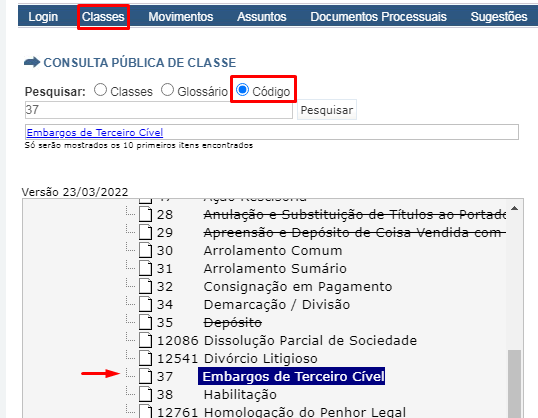 Login Classes Movimentos Assuntos Documentos Processuais Sugestões
CONSULTA PÚBLICA DE CLASSE
Pesquisar: Classes Glossário Código
37 Pesquisar
Embargos de Terceiro Cível
Só serão mostrados os 10 primeiros itens encontrados
Versão 23/03/2022
47 Ação Rescisória
28 Anulação e Substituição de Títulos ao Portado
29 Apreensão e Depósito de Coisa Vendida com
30 Arrolamento Comum
31 Arrolamento Sumário
32 Consignação em Pagamento
34 Demarcação / Divisão
35 Depósito
12086 Dissolução Parcial de Sociedade
12541 Divórcio Litigioso
37 Embargos de Terceiro Cível
38 Habilitação
12761 Homologação do Penhor Legal